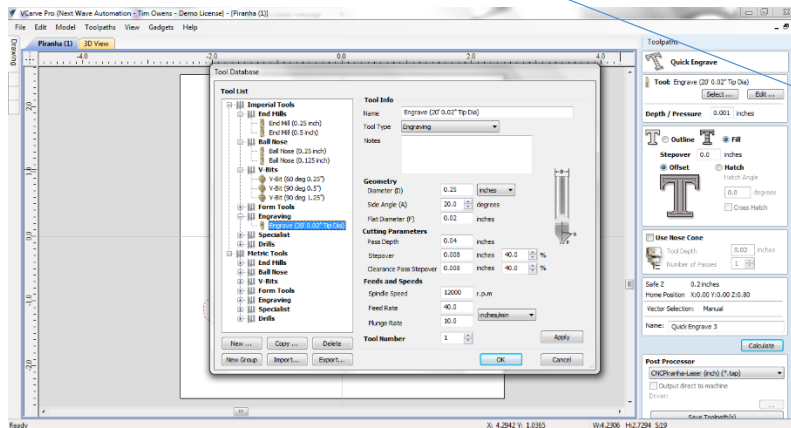 VCarve Pro (Next Wave Automation - Tim Owens - Demo License) - [Piranha (1)]
File Edit Model Toolpaths View Gadgets Help
Drawing
Piranha (1) 3D View
-4.0 -2.0 0.0 2.0 4.0
Tool Database
Tool List
Imperial Tools
End Mills
End Mill (0.25 inch)
End Mill (0.5 inch)
Ball Nose
Ball Nose (0.25 inch)
Ball Nose (0.125 inch)
V-Bits
V-Bit (60 deg 0.25")
V-Bit (90 deg 0.5")
V-Bit (90 deg 1.25")
Form Tools
Engraving
Engrave (20° 0.02" Tip Dia)
Specialist
Drills
Metric Tools
End Mills
Ball Nose
V-Bits
Form Tools
Engraving
Specialist
Drills
New ... Copy ... Delete
New Group Import... Export...
Tool Info
Name Engrave (20° 0.02" Tip Dia)
Tool Type Engraving
Notes
Geometry
Diameter (D) 0.25 inches
Side Angle (A) 20.0 degrees
Flat Diameter (F) 0.02 inches
Cutting Parameters
Pass Depth 0.04 inches
Stepover 0.008 inches 40.0 %
Clearance Pass Stepover 0.008 inches 40.0 %
Feeds and Speeds
Spindle Speed 12000 r.p.m
Feed Rate 40.0
inches/min
Plunge Rate 10.0
Tool Number 1 Apply
OK Cancel
Toolpaths
Quick Engrave
Tool: Engrave (20° 0.02" Tip Dia)
Select ... Edit ...
Depth / Pressure 0.001 inches
Outline Fill
Stepover 0.0 inches
Offset Hatch
Hatch Angle
0.0 degrees
Cross Hatch
Use Nose Cone
Tool Depth 0.02 inches
Number of Passes 1
Safe Z 0.2 inches
Home Position X:0.00 Y:0.00 Z:0.80
Vector Selection: Manual
Name: Quick Engrave 3
Calculate
Post Processor
CNCPiranha-Laser (inch) (*.tap)
Output direct to machine
Driver:
...
Save Toolpath(s)
Ready X: 4.2942 Y: 1.0365 W:4.2306 H:2.7294 S:19